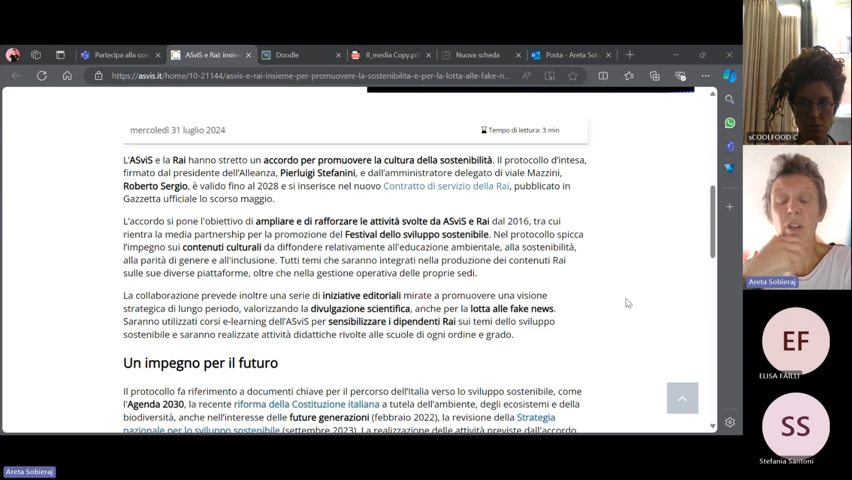 Partecipa alla co
ASviS e Rai: insie
Doodle
Il_media Copy.pd
Nuova scheda
Posta - Areta Sob
https://asvis.it/home/10-21144/asvis-e-rai-insieme-per-promuovere-la-sostenibilita-e-per-la-lotta-alle-fake-n...
mercoledì 31 luglio 2024
Tempo di lettura: 3 min
L'ASviS e la Rai hanno stretto un accordo per promuovere la cultura della sostenibilità. Il protocollo d'intesa,
firmato dal presidente dell'Alleanza, Pierluigi Stefanini, e dall'amministratore delegato di viale Mazzini,
Roberto Sergio, è valido fino al 2028 e si inserisce nel nuovo Contratto di servizio della Rai, pubblicato in
Gazzetta ufficiale lo scorso maggio.
L'accordo si pone l'obiettivo di ampliare e di rafforzare le attività svolte da ASviS e Rai dal 2016, tra cui
rientra la media partnership per la promozione del Festival dello sviluppo sostenibile. Nel protocollo spicca
l'impegno sui contenuti culturali da diffondere relativamente all'educazione ambientale, alla sostenibilità,
alla parità di genere e all'inclusione. Tutti temi che saranno integrati nella produzione dei contenuti Rai
sulle sue diverse piattaforme, oltre che nella gestione operativa delle proprie sedi.
La collaborazione prevede inoltre una serie di iniziative editoriali mirate a promuovere una visione
strategica di lungo periodo, valorizzando la divulgazione scientifica, anche per la lotta alle fake news.
Saranno utilizzati corsi e-learning dell'ASviS per sensibilizzare i dipendenti Rai sui temi dello sviluppo
sostenibile e saranno realizzate attività didattiche rivolte alle scuole di ogni ordine e grado.
Un impegno per il futuro
Il protocollo fa riferimento a documenti chiave per il percorso dell'Italia verso lo sviluppo sostenibile, come
l'Agenda 2030, la recente riforma della Costituzione italiana a tutela dell'ambiente, degli ecosistemi e della
biodiversità, anche nell'interesse delle future generazioni (febbraio 2022), la revisione della Strategia
nazionale per lo sviluppo sostenibile (settembre 2023). La realizzazione delle attività previste dall'accordo
sCOOLFOOD C
Areta Sobieraj
EF
ELISA FAILLI
SS
Stefania Santoni
Areta Sobieraj